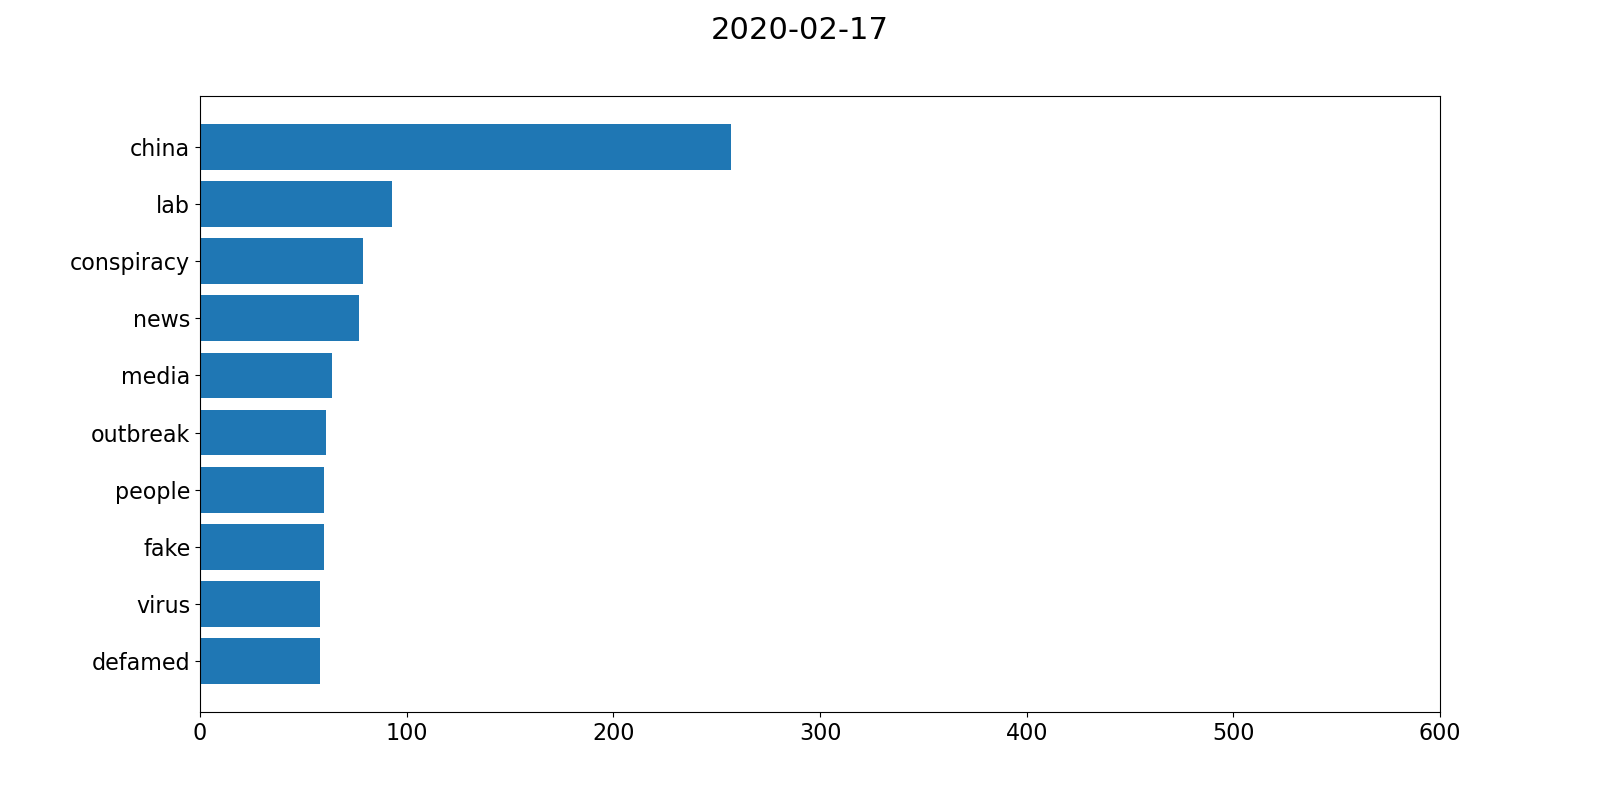 2020-02-17
china
lab
conspiracy
news
media
outbreak
people
fake
virus
defamed
0 100 200 300 400 500 600